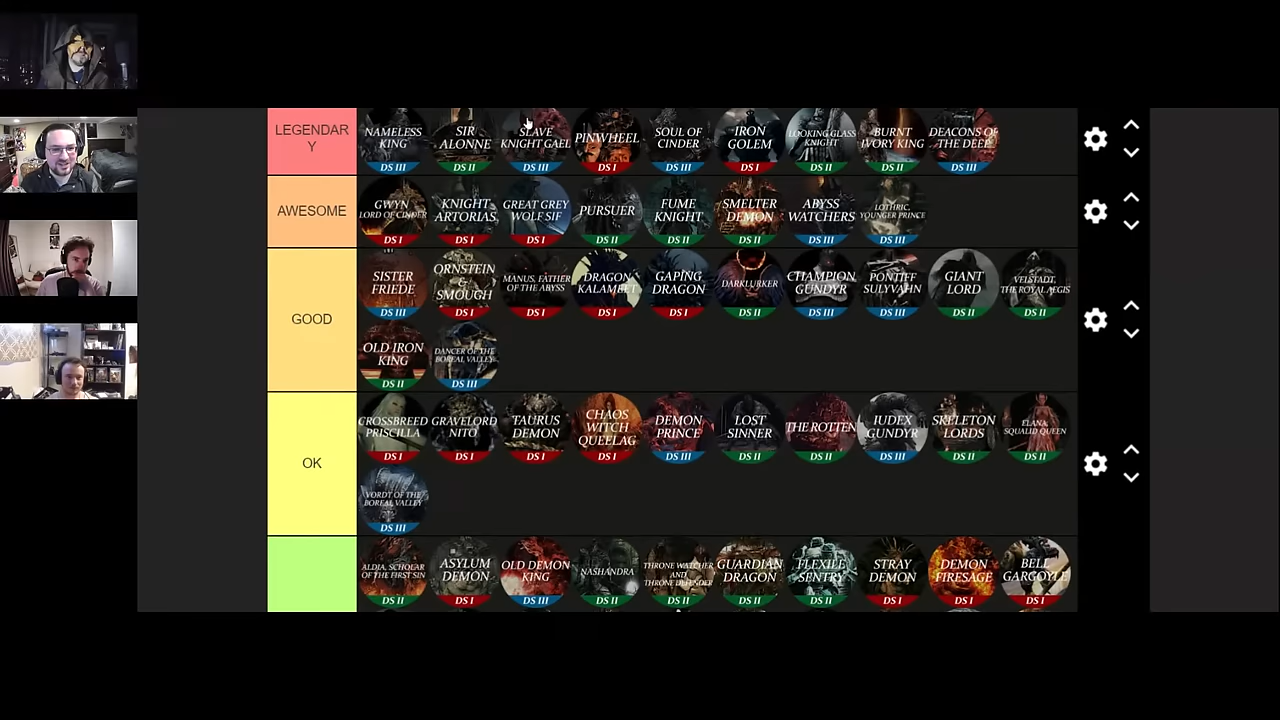 LEGENDAR
Y
NAMELESS
KING
DS III
SIR
ALONNE
DS II
SLAVE
KNIGHT GAEL
DS III
PINWHEEL
DS I
SOUL OF
CINDER
DS III
IRON
GOLEM
DS I
LOOKING GLASS
KNIGHT
DS II
BURNT
IVORY KING
DS II
DEACONS OF
THE DEEP
DS III
AWESOME
GWYN
LORD OF CINDER
DS I
KNIGHT
ARTORIAS
DS I
GREAT GREY
WOLF SIF
DS I
PURSUER
DS II
FUME
KNIGHT
DS II
SMELTER
DEMON
DS II
ABYSS
WATCHERS
DS III
LOTHRIC,
YOUNGER PRINCE
DS III
GOOD
SISTER
FRIEDE
DS III
ORNSTEIN
&
SMOUGH
DS I
MANUS, FATHER
OF THE ABYSS
DS I
DRAGON
KALAMEET
DS I
GAPING
DRAGON
DS I
DARKLURKER
DS II
CHAMPION
GUNDYR
DS III
PONTIFF
SULYVAHN
DS III
GIANT
LORD
DS II
VELSTADT,
THE ROYAL AEGIS
DS II
OLD IRON
KING
DS II
DANCER OF THE
BOREAL VALLEY
DS III
OK
CROSSBREED
PRISCILLA
DS I
GRAVELORD
NITO
DS I
TAURUS
DEMON
DS I
CHAOS
WITCH
QUEELAG
DS I
DEMON
PRINCE
DS III
LOST
SINNER
DS II
THE ROTTEN
DS II
IUDEX
GUNDYR
DS III
SKELETON
LORDS
DS II
ELANA,
SQUALID QUEEN
DS II
VORDT OF THE
BOREAL VALLEY
DS III
ALDIA, SCHOLAR
OF THE FIRST SIN
DS II
ASYLUM
DEMON
DS I
OLD DEMON
KING
DS III
NASHANDRA
DS II
THRONE WATCHER
AND
THRONE DEFENDER
DS II
GUARDIAN
DRAGON
DS II
FLEXILE
SENTRY
DS II
STRAY
DEMON
DS I
DEMON
FIRESAGE
DS I
BELL
GARGOYLE
DS I